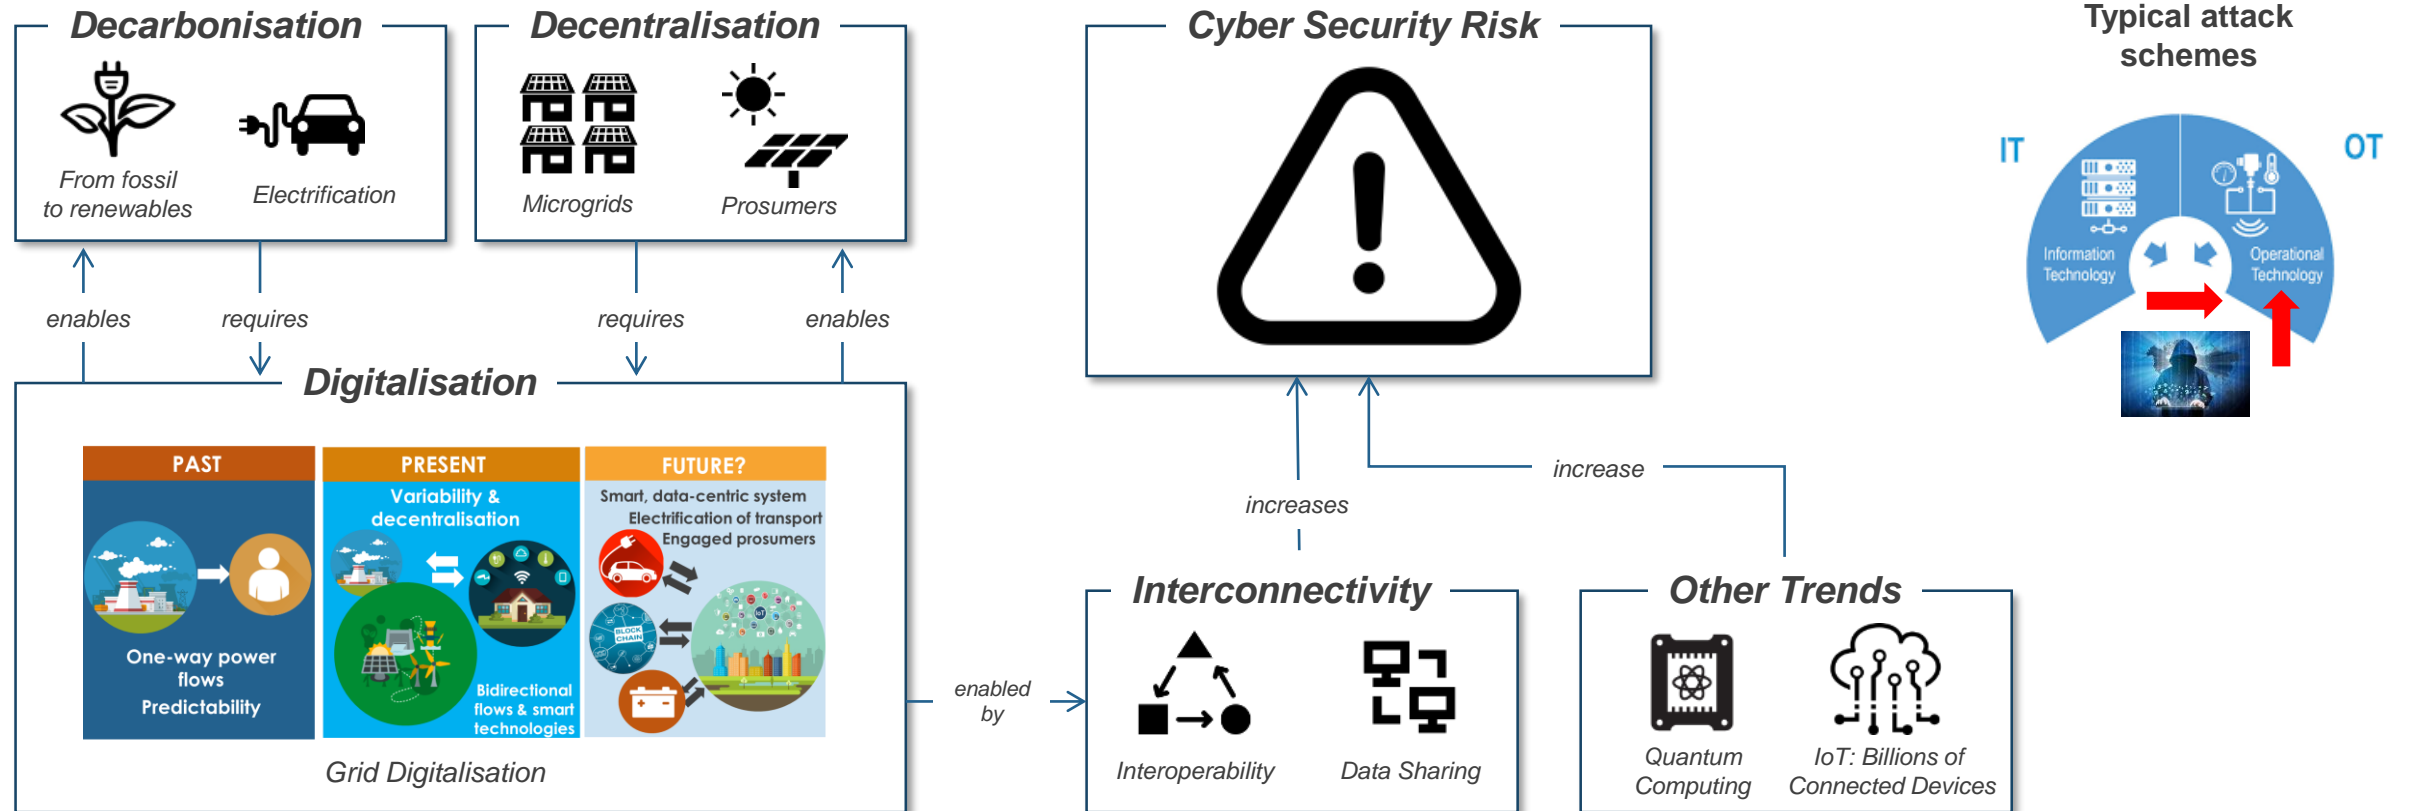 Decarbonisation
From fossil
to renewables
Electrification
Decentralisation
Microgrids
Prosumers
Cyber Security Risk
Typical attack
schemes
IT
OT
Information
Technology
Operational
Technology
enables
requires
requires
enables
Digitalisation
PAST
One-way power
flows
Predictability
PRESENT
Variability &
decentralisation
Bidirectional
flows & smart
technologies
FUTURE?
Smart, data-centric system
Electrification of transport
Engaged prosumers
BLOCK
CHAIN
IoT
Grid Digitalisation
enabled
by
increases
increase
Interconnectivity
Interoperability
Data Sharing
Other Trends
Quantum
Computing
IoT: Billions of
Connected Devices